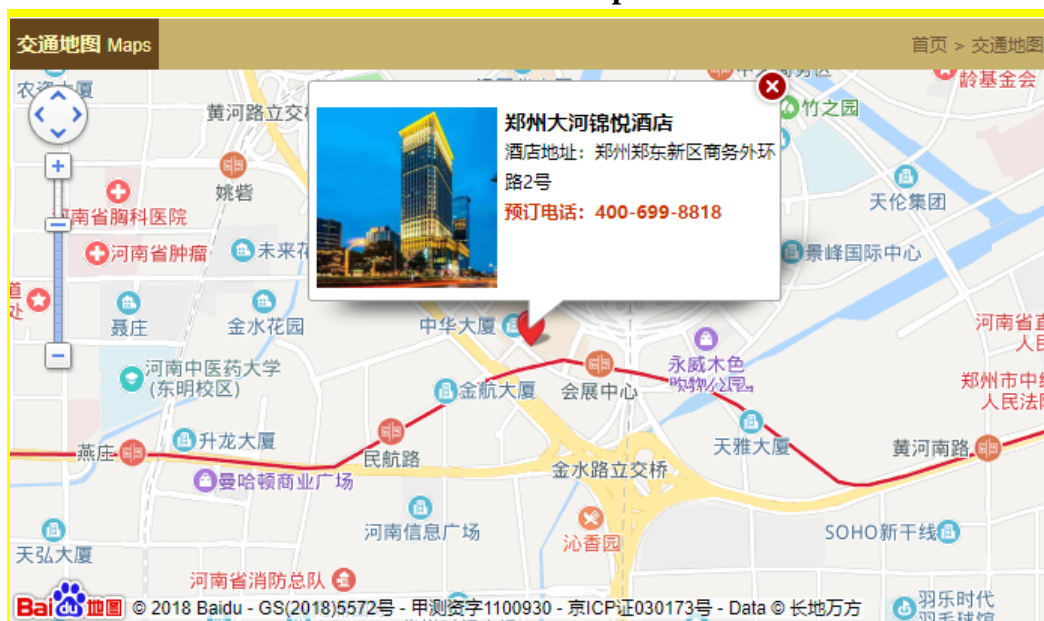 交通地图 Maps
首页 > 交通地图
龄基金会
黄河路立交
竹之园
郑州大河锦悦酒店
酒店地址：郑州郑东新区商务外环
路2号
预订电话：400-699-8818
姚砦
天伦集团
南省胸科医院
河南省肿瘤
未来花
景峰国际中心
聂庄
金水花园
中华大厦
河南省直
人民
永威木色
购物公园
河南中医药大学
(东明校区)
金航大厦
会展中心
郑州市中级
人民法院
升龙大厦
天雅大厦
黄河南路
燕庄
民航路
金水路立交桥
曼哈顿商业广场
河南信息广场
沁香园
SOHO新干线
天弘大厦
河南省消防总队
羽乐时代
羽毛球馆
Bai du 地图 © 2018 Baidu - GS(2018)5572号 - 甲测资字1100930 - 京ICP证030173号 - Data © 长地万方